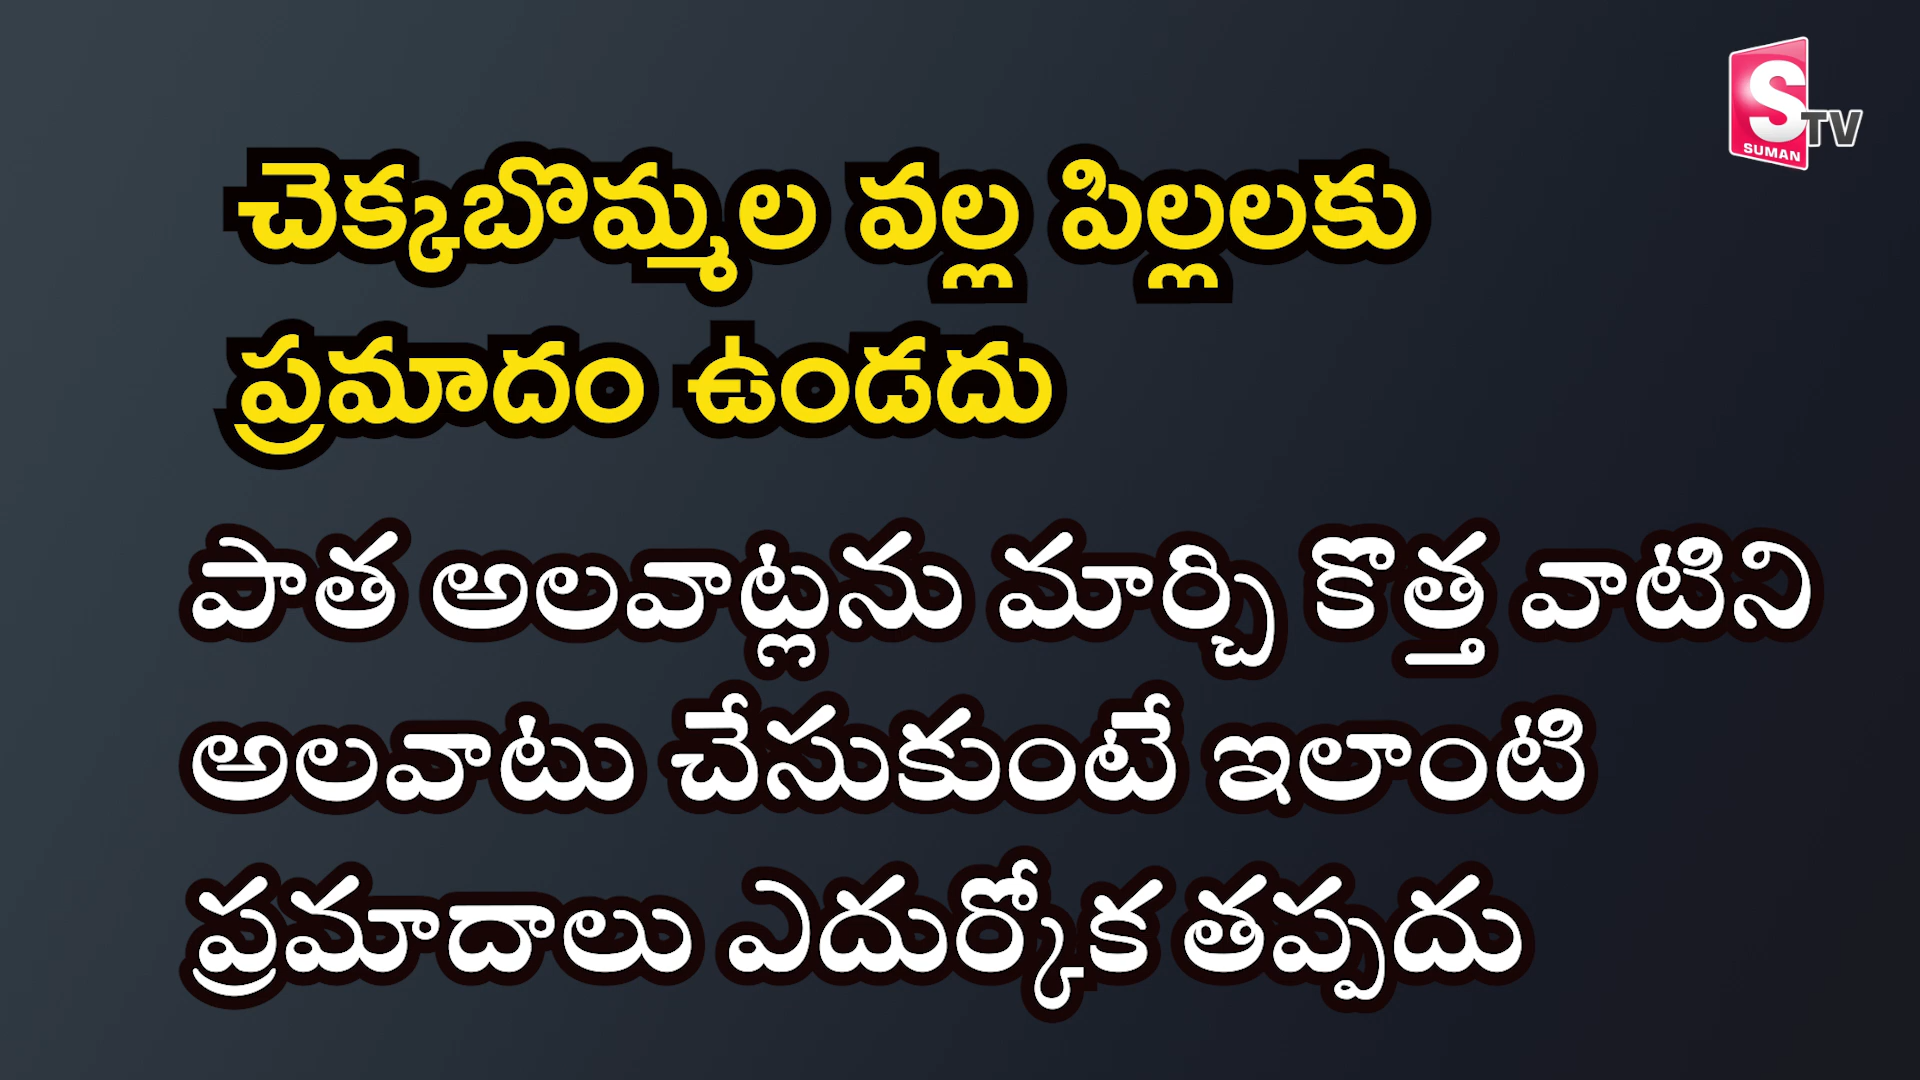 S
SUMAN
TV
చెక్కబొమ్మల వల్ల పిల్లలకు
ప్రమాదం ఉండదు
పాత అలవాట్లను మార్చి కొత్త వాటిని
అలవాటు చేసుకుంటే ఇలాంటి
ప్రమాదాలు ఎదుర్కోక తప్పదు